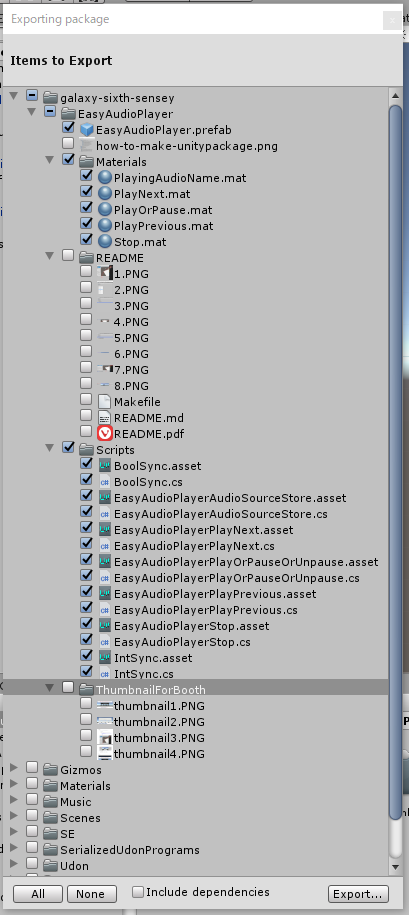 Exporting package
Items to Export
galaxy-sixth-sensey
EasyAudioPlayer
EasyAudioPlayer.prefab
how-to-make-unitypackage.png
Materials
PlayingAudioName.mat
PlayNext.mat
PlayOrPause.mat
PlayPrevious.mat
Stop.mat
README
1.PNG
2.PNG
3.PNG
4.PNG
5.PNG
6.PNG
7.PNG
8.PNG
Makefile
README.md
README.pdf
Scripts
BoolSync.asset
BoolSync.cs
EasyAudioPlayerAudioSourceStore.asset
EasyAudioPlayerAudioSourceStore.cs
EasyAudioPlayerPlayNext.asset
EasyAudioPlayerPlayNext.cs
EasyAudioPlayerPlayOrPauseOrUnpause.asset
EasyAudioPlayerPlayOrPauseOrUnpause.cs
EasyAudioPlayerPlayPrevious.asset
EasyAudioPlayerPlayPrevious.cs
EasyAudioPlayerStop.asset
EasyAudioPlayerStop.cs
IntSync.asset
IntSync.cs
ThumbnailForBooth
thumbnail1.PNG
thumbnail2.PNG
thumbnail3.PNG
thumbnail4.PNG
Gizmos
Materials
Music
Scenes
SE
SerializedUdonPrograms
Udon
All None Include dependencies Export...